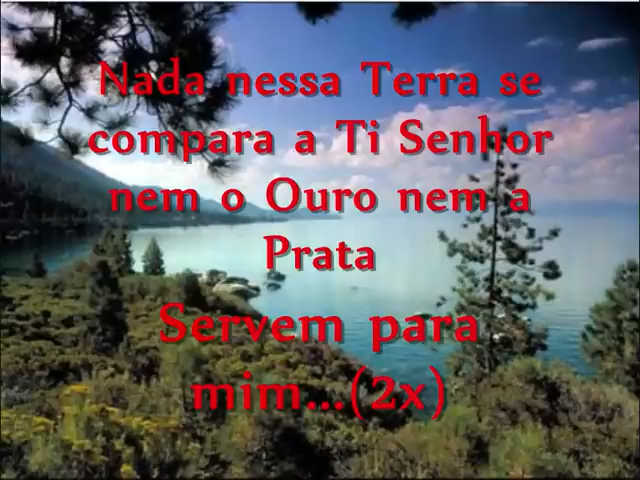 Nada nessa Terra se
compara a Ti Senhor
nem o Ouro nem a
Prata
Servem para
mim...(2x)